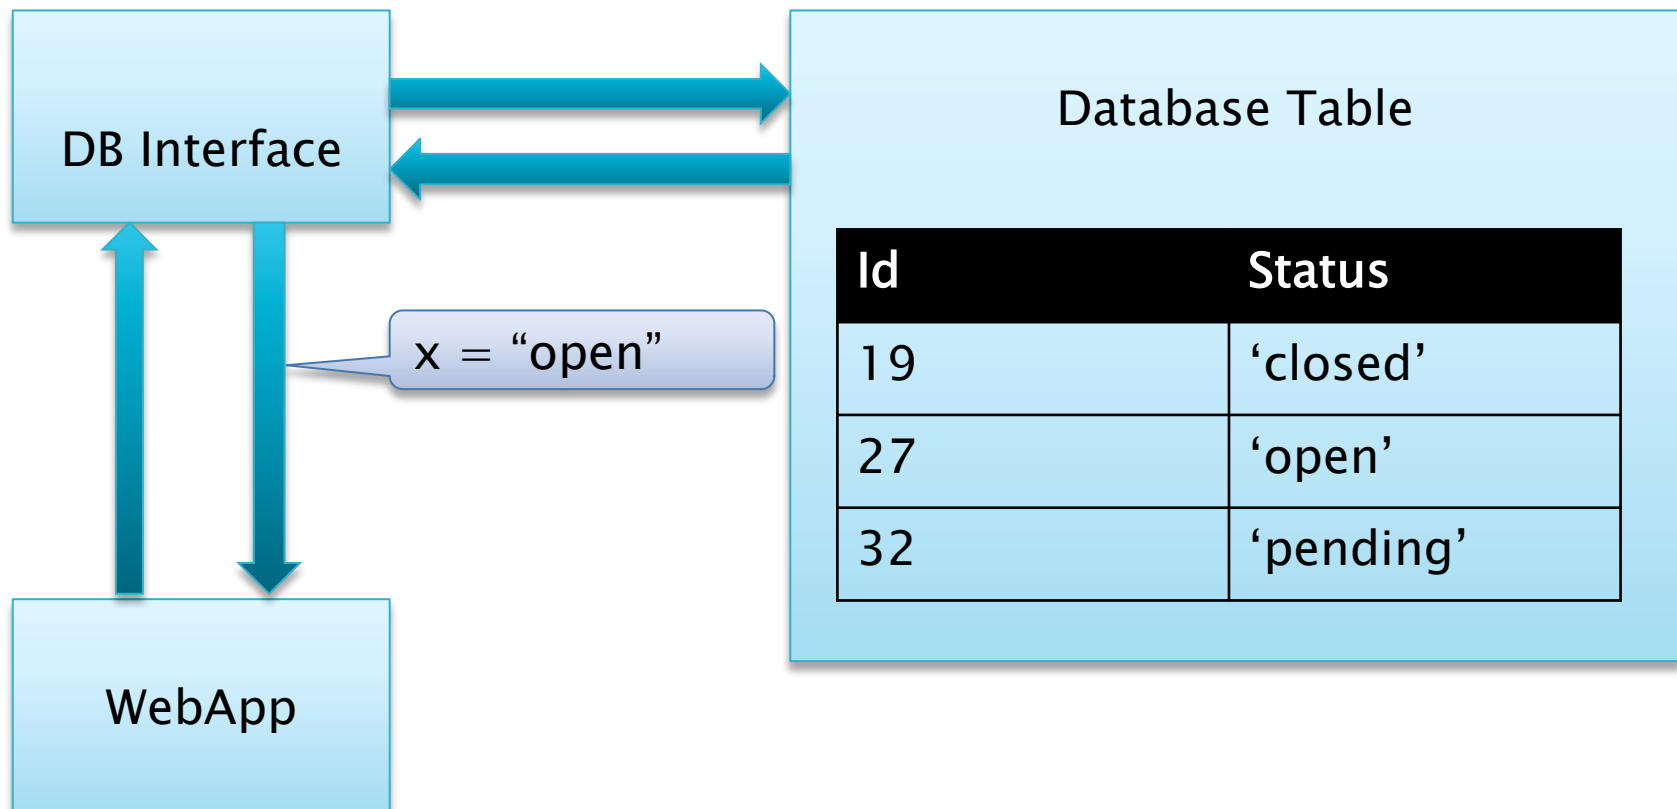 DB Interface
Database Table
Id Status
x = “open”
19 ‘closed’
27 ‘open’
32 ‘pending’
WebApp